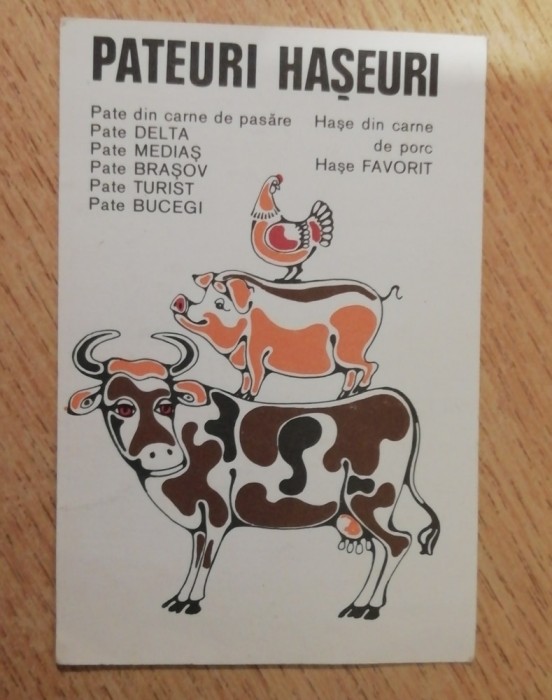 PATEURI HAŞEURI
Pate din carne de pasăre
Pate DELTA
Pate MEDIAŞ
Pate BRAŞOV
Pate TURIST
Pate BUCEGI
Haşe din carne
de porc
Haşe FAVORIT